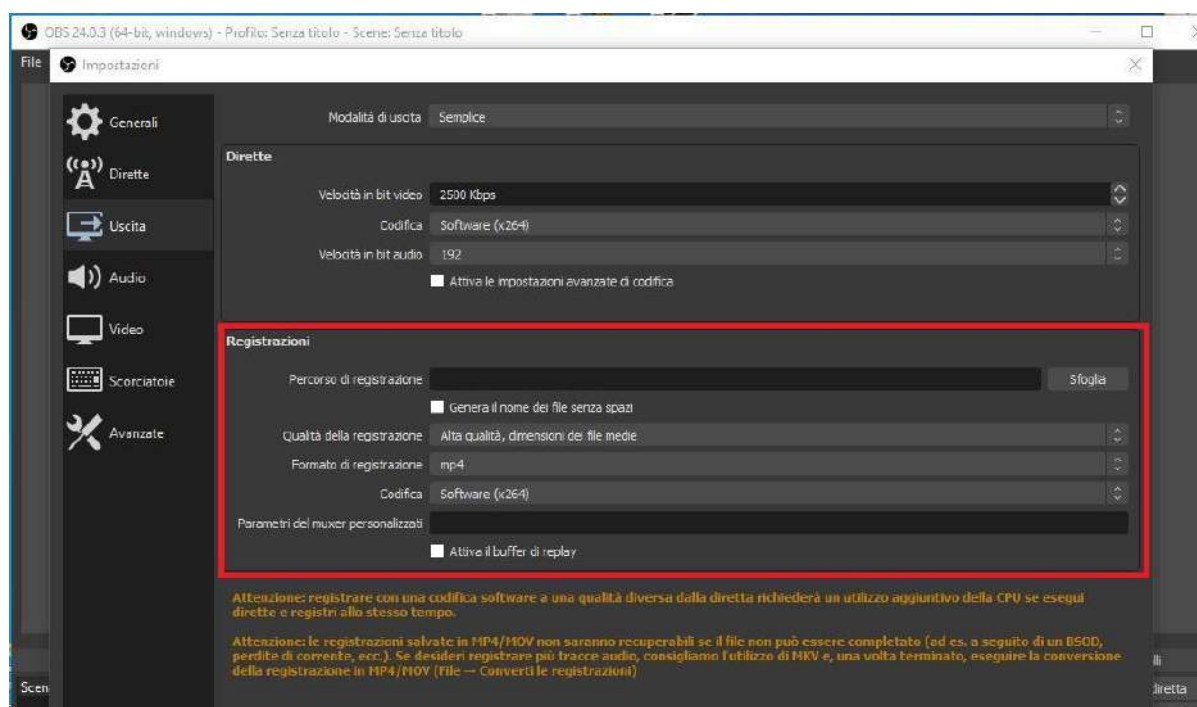 OBS 24.0.3 (64-bit, windows) - Profilo: Senza titolo - Scene: Senza titolo
File
Impostazioni
Generali
Dirette
Uscita
Audio
Video
Scorciatoie
Avanzate
Modalità di uscita Semplice
Dirette
Velocità in bit video 2500 Kbps
Codifica Software (x264)
Velocità in bit audio 192
Attiva le impostazioni avanzate di codifica
Registrazioni
Percorso di registrazione Sfoglia
Genera il nome dei file senza spazi
Qualità della registrazione Alta qualità, dimensioni dei file medie
Formato di registrazione mp4
Codifica Software (x264)
Parametri del muxer personalizzati
Attiva il buffer di replay
Attenzione: registrare con una codifica software a una qualità diversa dalla diretta richiederà un utilizzo aggiuntivo della CPU se esegui
dirette e registri allo stesso tempo.
Attenzione: le registrazioni salvate in MP4/MOV non saranno recuperabili se il file non può essere completato (ad es. a seguito di un BSOD,
perdite di corrente, ecc.). Se desideri registrare più tracce audio, consigliamo l'utilizzo di MKV e, una volta terminato, eseguire la conversione
della registrazione in MP4/MOV (File → Converti le registrazioni)
Scen
lli
diretta